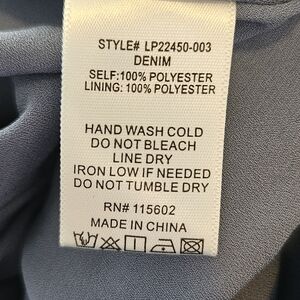 STYLE# LP22450-003
DENIM
SELF:100% POLYESTER
LINING: 100% POLYESTER
HAND WASH COLD
DO NOT BLEACH
LINE DRY
IRON LOW IF NEEDED
DO NOT TUMBLE DRY
RN# 115602
MADE IN CHINA